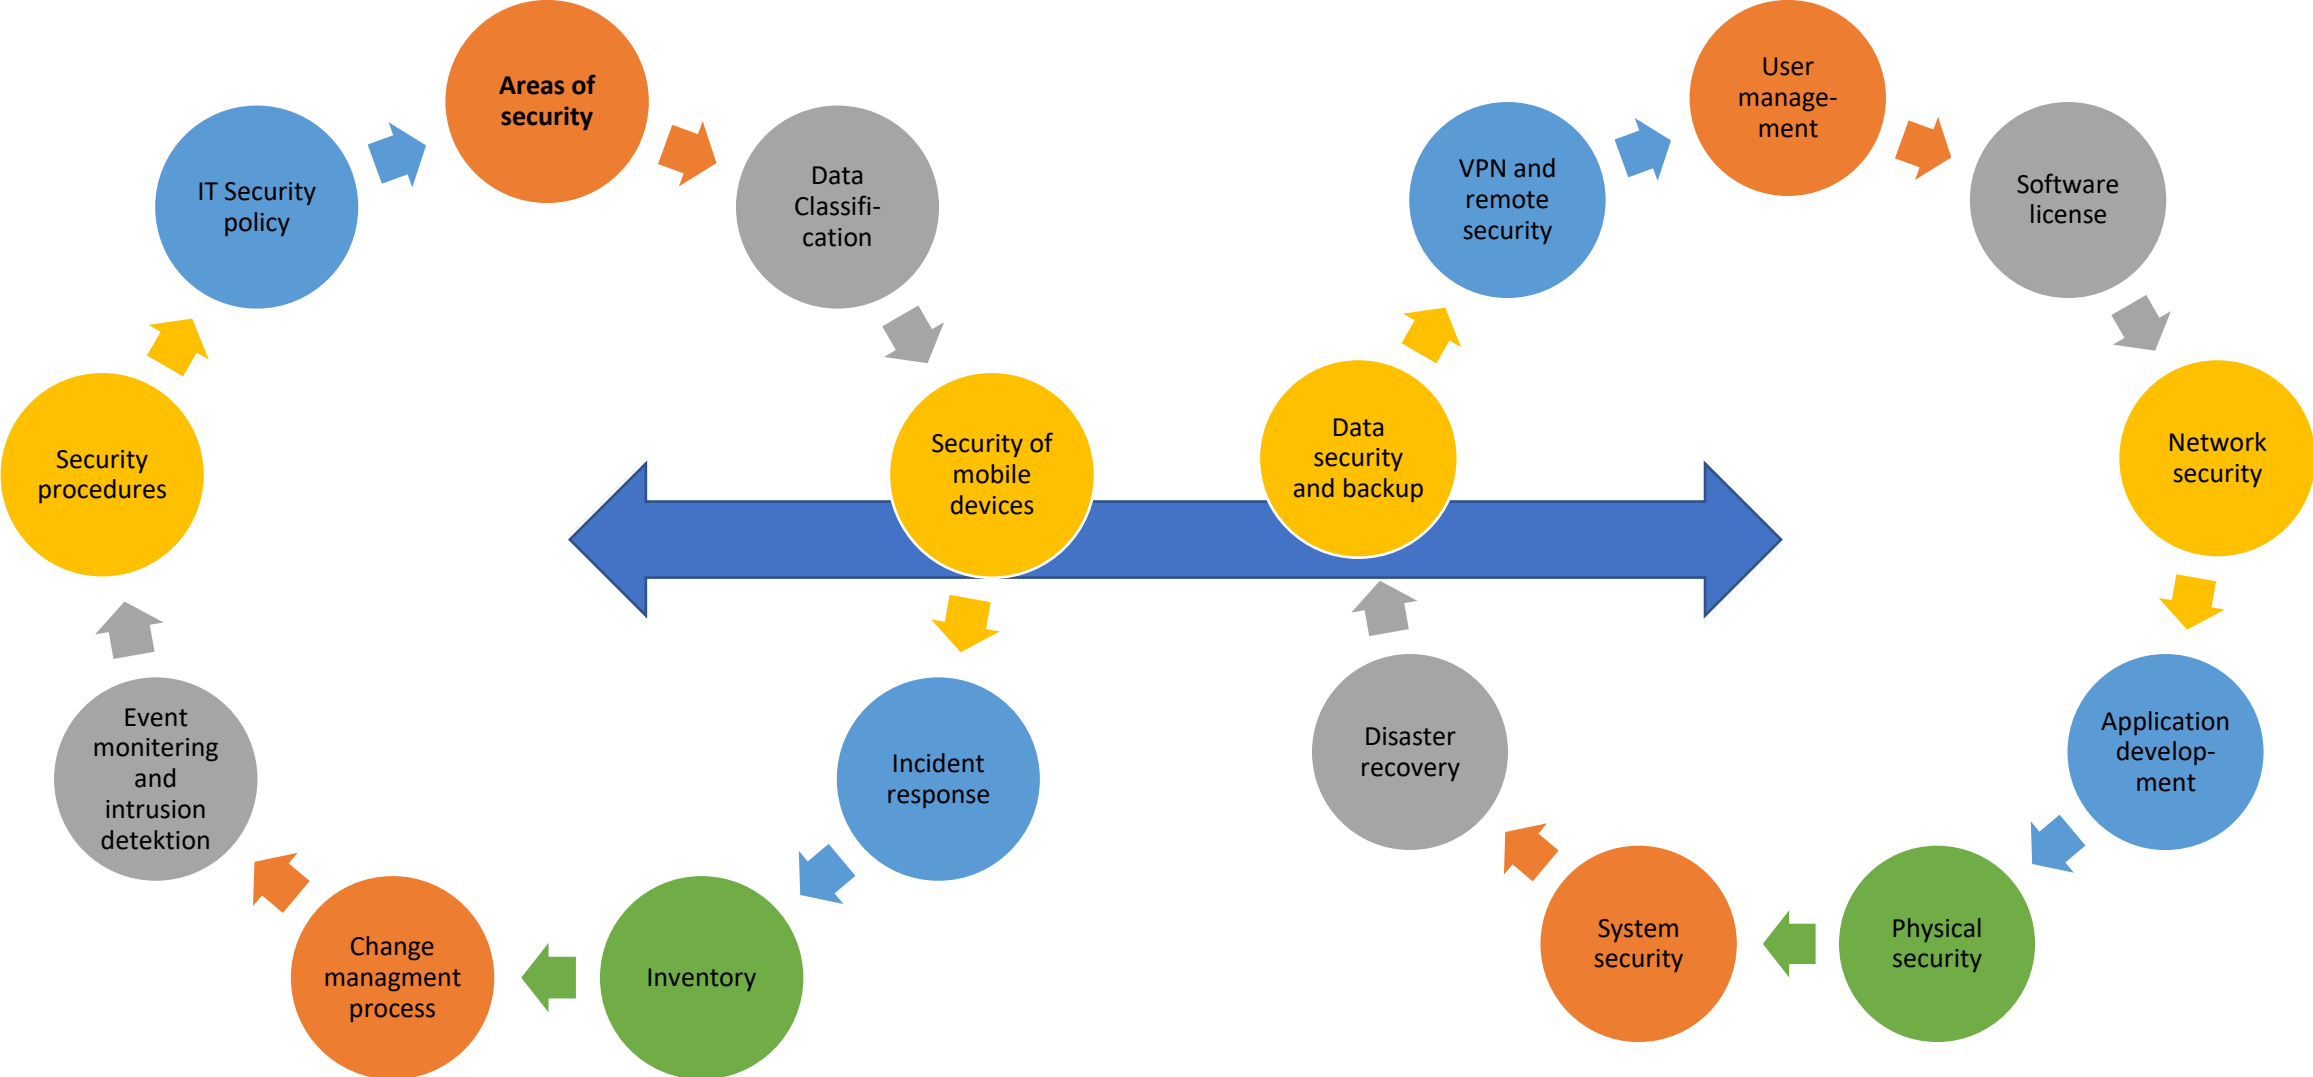 Areas of
security
Data
Classifi-
cation
Security of
mobile
devices
Incident
response
Inventory
Change
managment
process
Event
monitering
and
intrusion
detektion
Security
procedures
IT Security
policy
User
manage-
ment
Software
license
Network
security
Application
develop-
ment
Physical
security
System
security
Disaster
recovery
Data
security
and backup
VPN and
remote
security